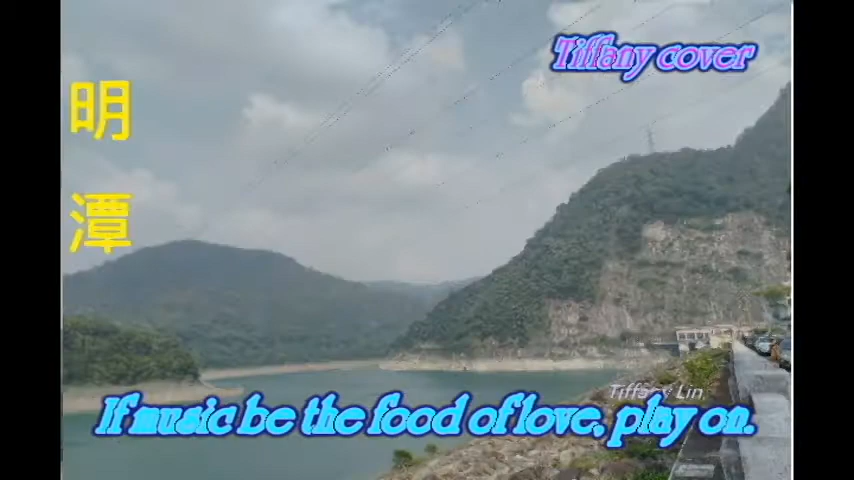 Tiffany cover
明潭
Tiffany Lin
If music be the food of love, play on.